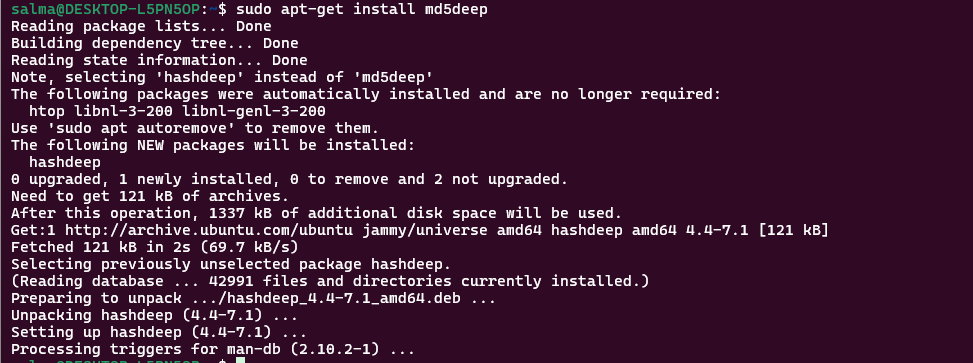 salma@DESKTOP-L5PN5OP:~$ sudo apt-get install md5deep
Reading package lists... Done
Building dependency tree... Done
Reading state information... Done
Note, selecting 'hashdeep' instead of 'md5deep'
The following packages were automatically installed and are no longer required:
  htop libnl-3-200 libnl-genl-3-200
Use 'sudo apt autoremove' to remove them.
The following NEW packages will be installed:
  hashdeep
0 upgraded, 1 newly installed, 0 to remove and 2 not upgraded.
Need to get 121 kB of archives.
After this operation, 1337 kB of additional disk space will be used.
Get:1 http://archive.ubuntu.com/ubuntu jammy/universe amd64 hashdeep amd64 4.4-7.1 [121 kB]
Fetched 121 kB in 2s (69.7 kB/s)
Selecting previously unselected package hashdeep.
(Reading database ... 42991 files and directories currently installed.)
Preparing to unpack .../hashdeep_4.4-7.1_amd64.deb ...
Unpacking hashdeep (4.4-7.1) ...
Setting up hashdeep (4.4-7.1) ...
Processing triggers for man-db (2.10.2-1) ...
salma@DESKTOP-L5PN5OP:~$